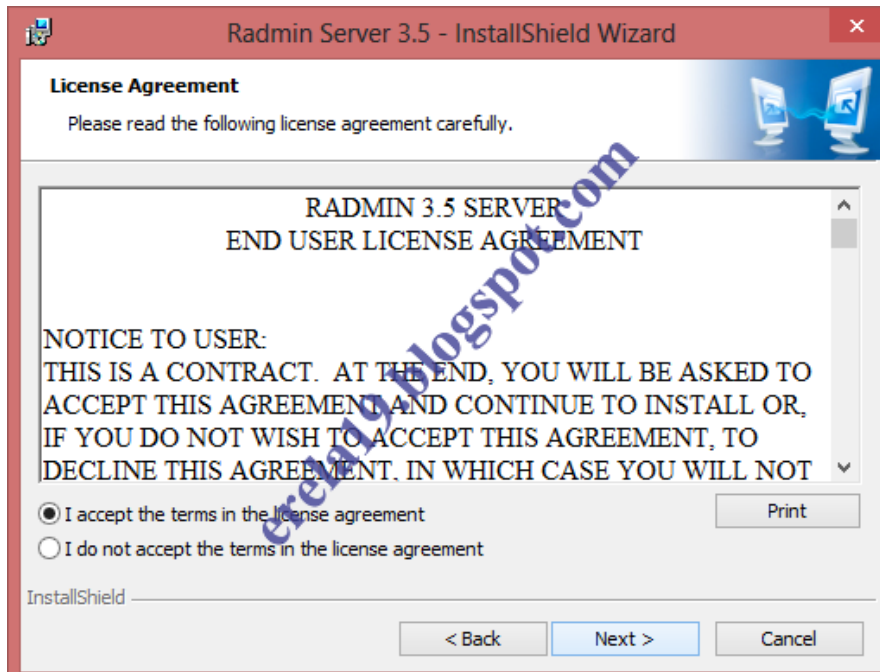 Radmin Server 3.5 - InstallShield Wizard
License Agreement
Please read the following license agreement carefully.
RADMIN 3.5 SERVER
END USER LICENSE AGREEMENT
NOTICE TO USER:
THIS IS A CONTRACT.  AT THE END, YOU WILL BE ASKED TO
ACCEPT THIS AGREEMENT AND CONTINUE TO INSTALL OR,
IF YOU DO NOT WISH TO ACCEPT THIS AGREEMENT, TO
DECLINE THIS AGREEMENT, IN WHICH CASE YOU WILL NOT
erela19.blogspot.com
I accept the terms in the license agreement
Print
I do not accept the terms in the license agreement
InstallShield
< Back
Next >
Cancel